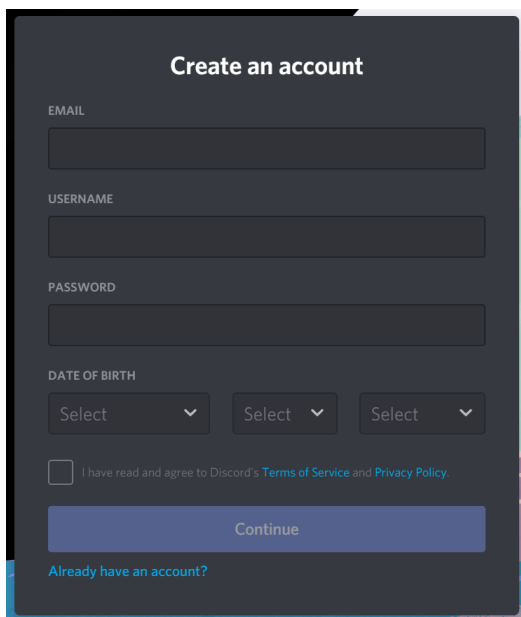 Create an account
EMAIL
USERNAME
PASSWORD
DATE OF BIRTH
Select Select Select
I have read and agree to Discord's Terms of Service and Privacy Policy.
Continue
Already have an account?